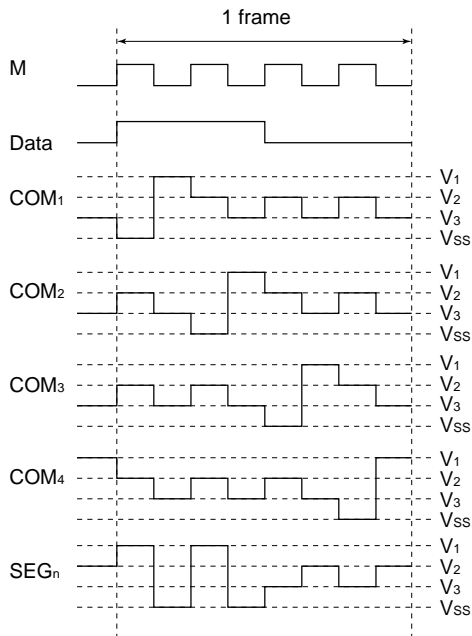 1 frame
M
Data
COM₁
V₁
V₂
V₃
VSS
COM₂
V₁
V₂
V₃
VSS
COM₃
V₁
V₂
V₃
VSS
COM₄
V₁
V₂
V₃
VSS
SEGₙ
V₁
V₂
V₃
VSS